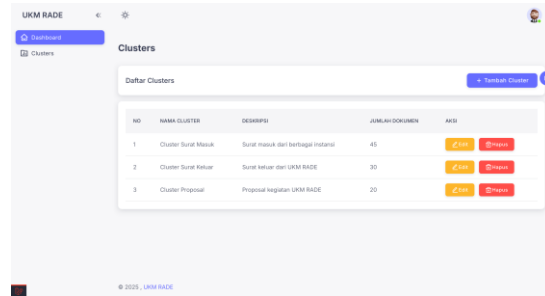 UKM RADE
Dashboard
Clusters
Clusters
Daftar Clusters
+ Tambah Cluster
NO NAMA CLUSTER DESKRIPSI JUMLAH DOKUMEN AKSI
1 Cluster Surat Masuk Surat masuk dari berbagai instansi 45 Edit Hapus
2 Cluster Surat Keluar Surat keluar dari UKM RADE 30 Edit Hapus
3 Cluster Proposal Proposal kegiatan UKM RADE 20 Edit Hapus
© 2025 , UKM RADE